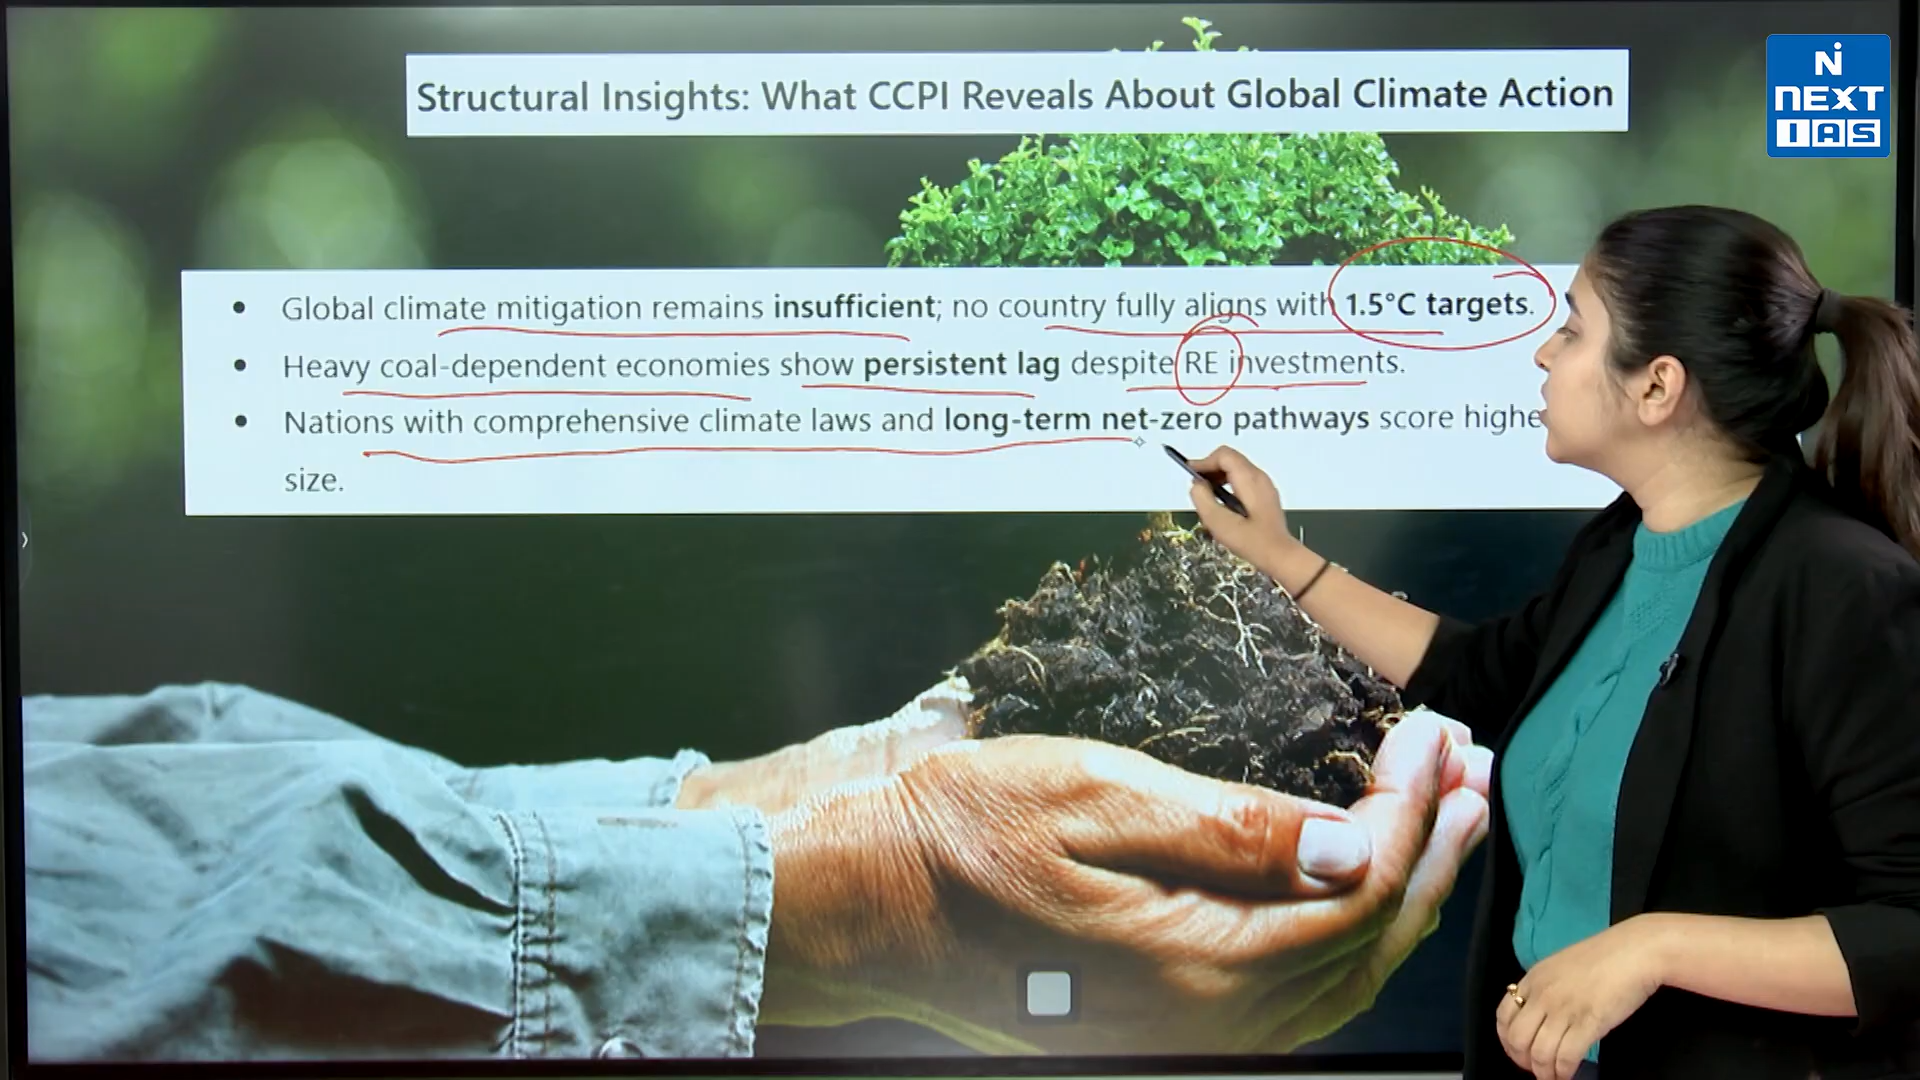 Structural Insights: What CCPI Reveals About Global Climate Action
Ni
NEXT
IAS
• Global climate mitigation remains insufficient; no country fully aligns with 1.5°C targets.
• Heavy coal-dependent economies show persistent lag despite RE investments.
• Nations with comprehensive climate laws and long-term net-zero pathways score
size.